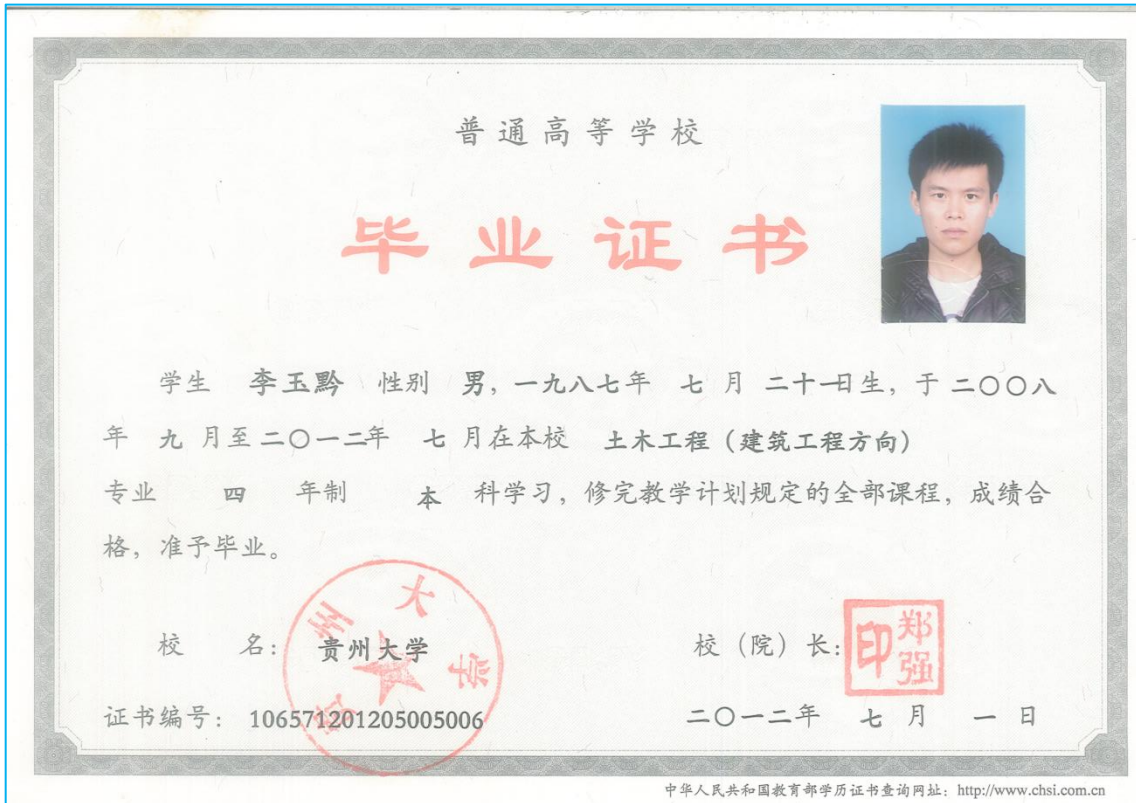 普通高等学校
毕业证书
学生 李玉黔 性别 男，一九八七年 七 月 二十一日生，于 二〇〇八
年 九 月至 二〇一二年 七 月在本校 土木工程（建筑工程方向）
专业 四 年制 本 科学习，修完教学计划规定的全部课程，成绩合
格，准予毕业。
校 名： 贵州大学
贵州大学
校（院）长：
郑强印
证书编号： 106571201205005006
二〇一二年 七 月 一 日
中华人民共和国教育部学历证书查询网址：http://www.chsi.com.cn